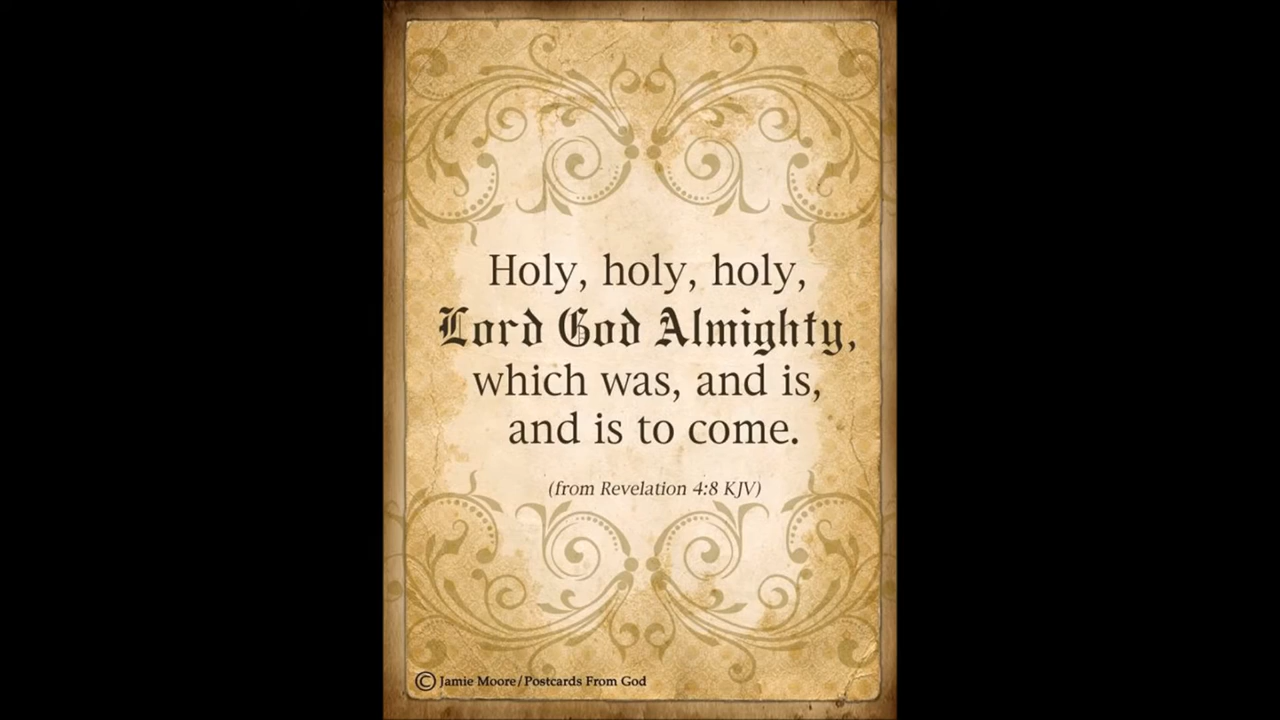 Holy, holy, holy,
Lord God Almighty,
which was, and is,
and is to come.
(from Revelation 4:8 KJV)
© Jamie Moore/Postcards From God